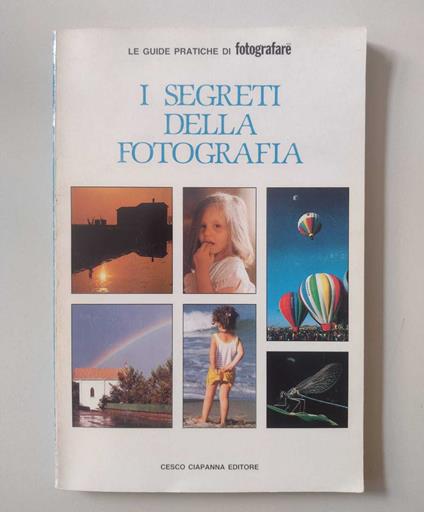 LE GUIDE PRATICHE DI fotografare
I SEGRETI
DELLA
FOTOGRAFIA
CESCO CIAPANNA EDITORE